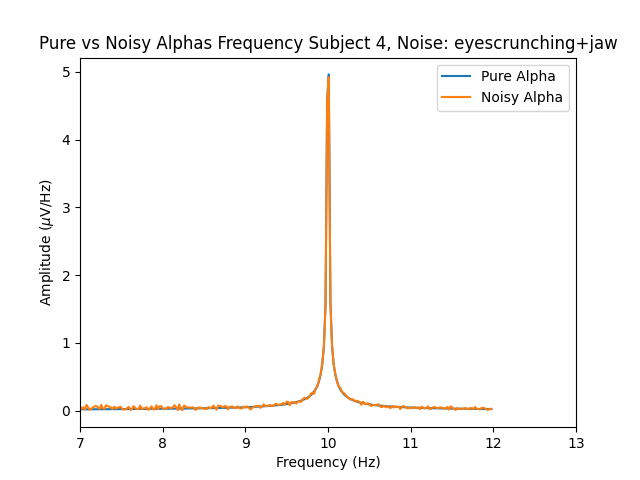 Pure vs Noisy Alphas Frequency Subject 4, Noise: eyescrunching+jaw
Pure Alpha
Noisy Alpha
Amplitude (μV/Hz)
5
4
3
2
1
0
7 8 9 10 11 12 13
Frequency (Hz)